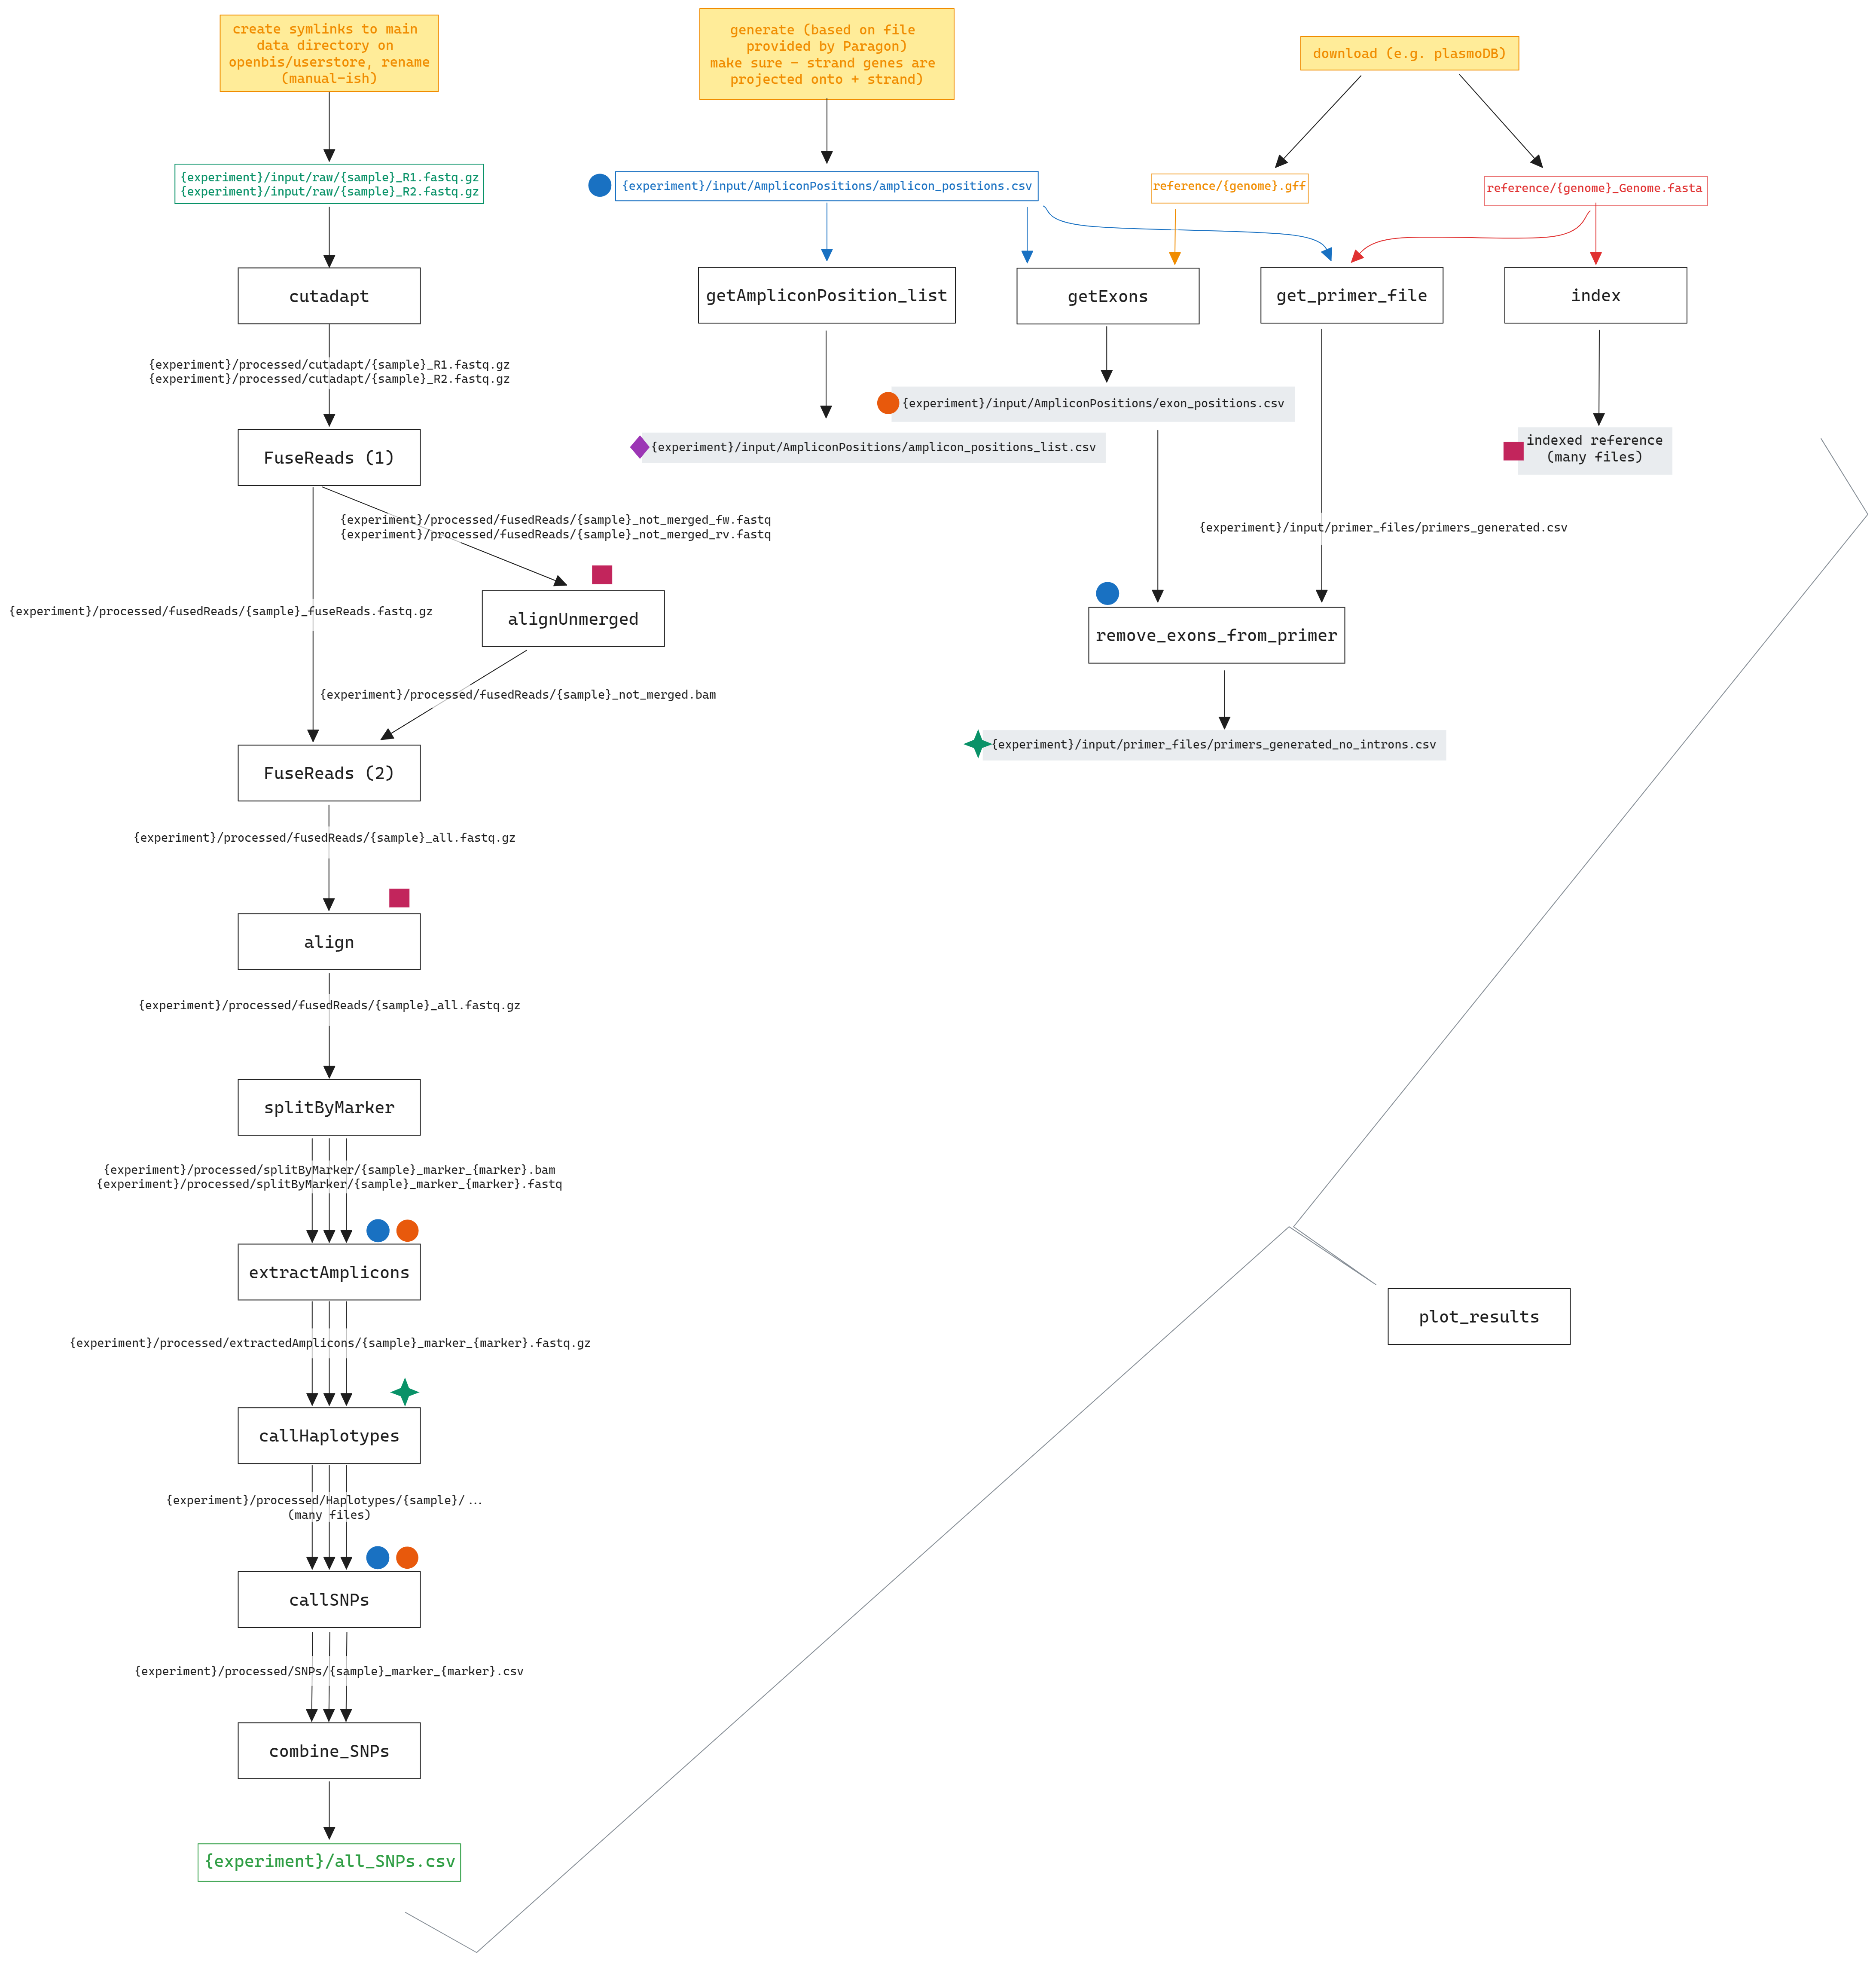 create symlinks to main
data directory on
openbis/userstore, rename
(manual-ish)
generate (based on file
provided by Paragon)
make sure - strand genes are
projected onto + strand)
download (e.g. plasmoDB)
{experiment}/input/raw/{sample}_R1.fastq.gz
{experiment}/input/raw/{sample}_R2.fastq.gz
{experiment}/input/AmpliconPositions/amplicon_positions.csv
reference/{genome}.gff
reference/{genome}_Genome.fasta
cutadapt
getAmpliconPosition_list
getExons
get_primer_file
index
{experiment}/processed/cutadapt/{sample}_R1.fastq.gz
{experiment}/processed/cutadapt/{sample}_R2.fastq.gz
{experiment}/input/AmpliconPositions/exon_positions.csv
{experiment}/input/AmpliconPositions/amplicon_positions_list.csv
indexed reference
(many files)
FuseReads (1)
{experiment}/processed/fusedReads/{sample}_not_merged_fw.fastq
{experiment}/processed/fusedReads/{sample}_not_merged_rv.fastq
{experiment}/input/primer_files/primers_generated.csv
{experiment}/processed/fusedReads/{sample}_fuseReads.fastq.gz
alignUnmerged
remove_exons_from_primer
{experiment}/processed/fusedReads/{sample}_not_merged.bam
{experiment}/input/primer_files/primers_generated_no_introns.csv
FuseReads (2)
{experiment}/processed/fusedReads/{sample}_all.fastq.gz
align
{experiment}/processed/fusedReads/{sample}_all.fastq.gz
splitByMarker
{experiment}/processed/splitByMarker/{sample}_marker_{marker}.bam
{experiment}/processed/splitByMarker/{sample}_marker_{marker}.fastq
extractAmplicons
plot_results
{experiment}/processed/extractedAmplicons/{sample}_marker_{marker}.fastq.gz
callHaplotypes
{experiment}/processed/Haplotypes/{sample}/...
(many files)
callSNPs
{experiment}/processed/SNPs/{sample}_marker_{marker}.csv
combine_SNPs
{experiment}/all_SNPs.csv